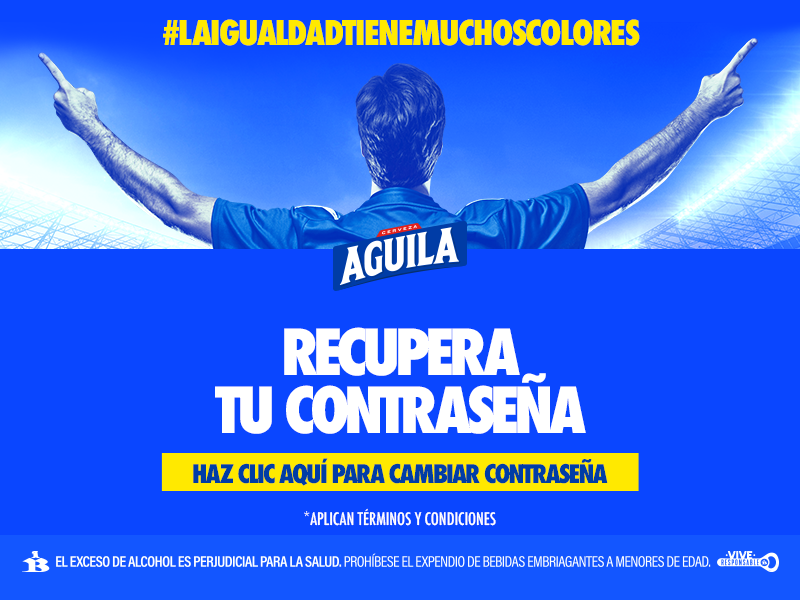 #LAIGUALDADTIENEMUCHOSCOLORES
CERVEZA
AGUILA
RECUPERA
TU CONTRASEÑA
HAZ CLIC AQUÍ PARA CAMBIAR CONTRASEÑA
*APLICAN TÉRMINOS Y CONDICIONES
EL EXCESO DE ALCOHOL ES PERJUDICIAL PARA LA SALUD. PROHÍBESE EL EXPENDIO DE BEBIDAS EMBRIAGANTES A MENORES DE EDAD.
·VIVE·
RESPONSABLE